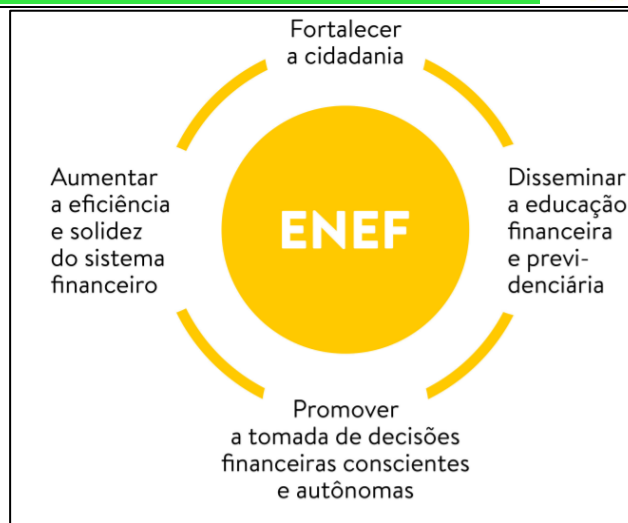 Fortalecer
a cidadania
Aumentar
a eficiência
e solidez
do sistema
financeiro
ENEF
Disseminar
a educação
financeira
e previ-
denciária
Promover
a tomada de decisões
financeiras conscientes
e autônomas